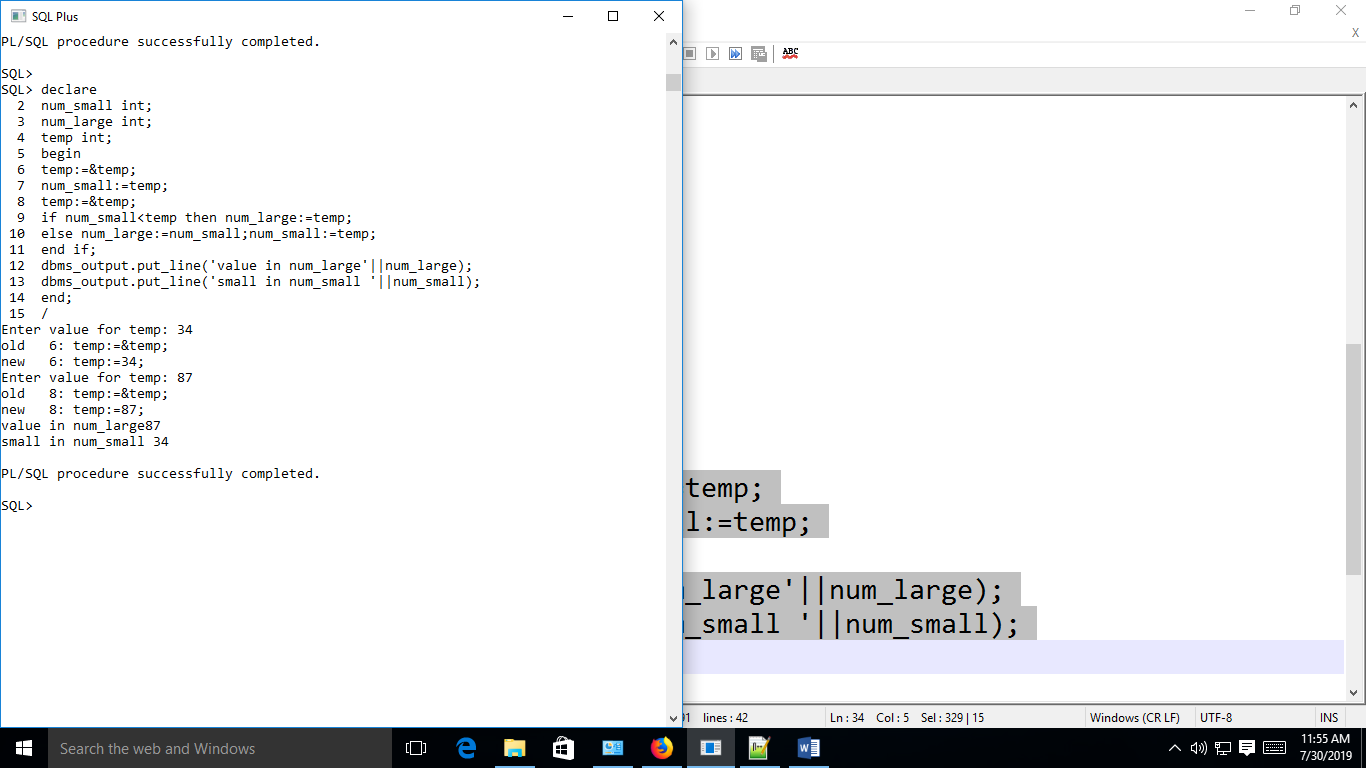 SQL Plus
PL/SQL procedure successfully completed.
SQL>
SQL> declare
2 num_small int;
3 num_large int;
4 temp int;
5 begin
6 temp:=&temp;
7 num_small:=temp;
8 temp:=&temp;
9 if num_small<temp then num_large:=temp;
10 else num_large:=num_small;num_small:=temp;
11 end if;
12 dbms_output.put_line('value in num_large'||num_large);
13 dbms_output.put_line('small in num_small '||num_small);
14 end;
15 /
Enter value for temp: 34
old 6: temp:=&temp;
new 6: temp:=34;
Enter value for temp: 87
old 8: temp:=&temp;
new 8: temp:=87;
value in num_large87
small in num_small 34
PL/SQL procedure successfully completed.
SQL>
X
ABC
temp;
l:=temp;
_large'||num_large);
_small '||num_small);
91 lines : 42 Ln : 34 Col : 5 Sel : 329 | 15 Windows (CR LF) UTF-8 INS
Search the web and Windows
11:55 AM
7/30/2019